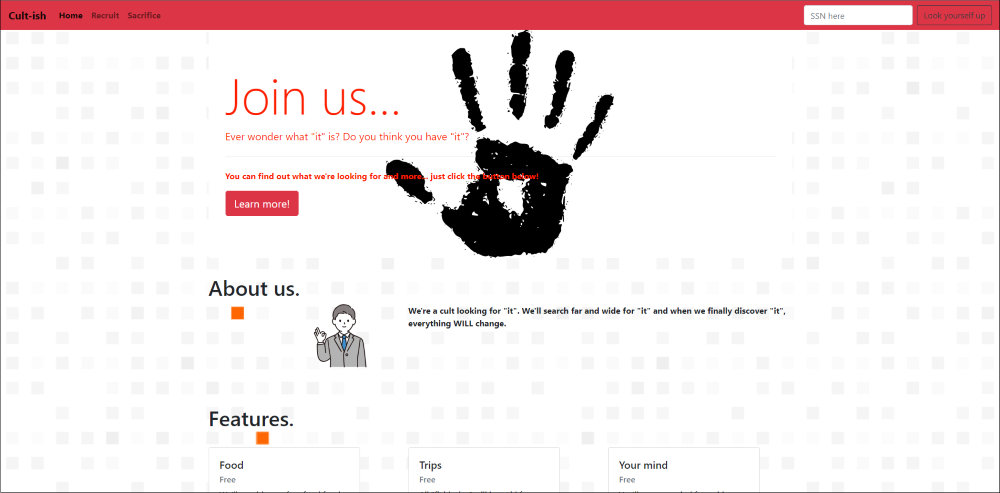 Cult-ish Home Recruit Sacrifice SSN here Look yourself up
Join us...
Ever wonder what "it" is? Do you think you have "it"?
You can find out what we're looking for and more... just click the button below!
Learn more!
About us.
We're a cult looking for "it". We'll search far and wide for "it" and when we finally discover "it",
everything WILL change.
Features.
Food Trips Your mind
Free Free Free